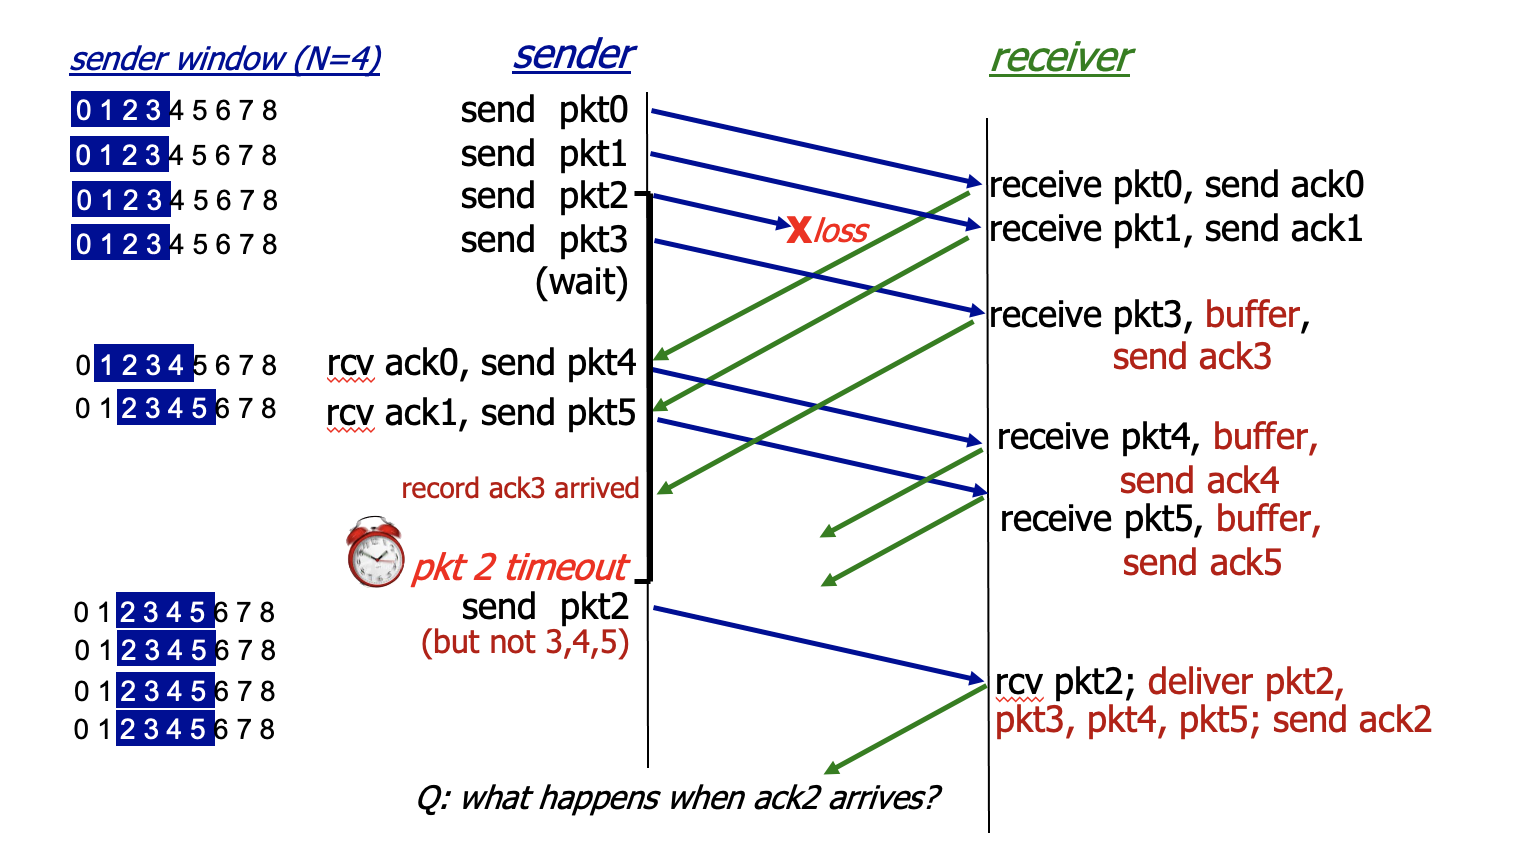 sender window (N=4)
sender
receiver
0 1 2 3 4 5 6 7 8
send pkt0
0 1 2 3 4 5 6 7 8
send pkt1
0 1 2 3 4 5 6 7 8
send pkt2
0 1 2 3 4 5 6 7 8
send pkt3
(wait)
X loss
receive pkt0, send ack0
receive pkt1, send ack1
receive pkt3, buffer,
send ack3
0 1 2 3 4 5 6 7 8
rcv ack0, send pkt4
0 1 2 3 4 5 6 7 8
rcv ack1, send pkt5
record ack3 arrived
receive pkt4, buffer,
send ack4
receive pkt5, buffer,
send ack5
pkt 2 timeout
0 1 2 3 4 5 6 7 8
send pkt2
(but not 3,4,5)
0 1 2 3 4 5 6 7 8
0 1 2 3 4 5 6 7 8
0 1 2 3 4 5 6 7 8
rcv pkt2; deliver pkt2,
pkt3, pkt4, pkt5; send ack2
Q: what happens when ack2 arrives?